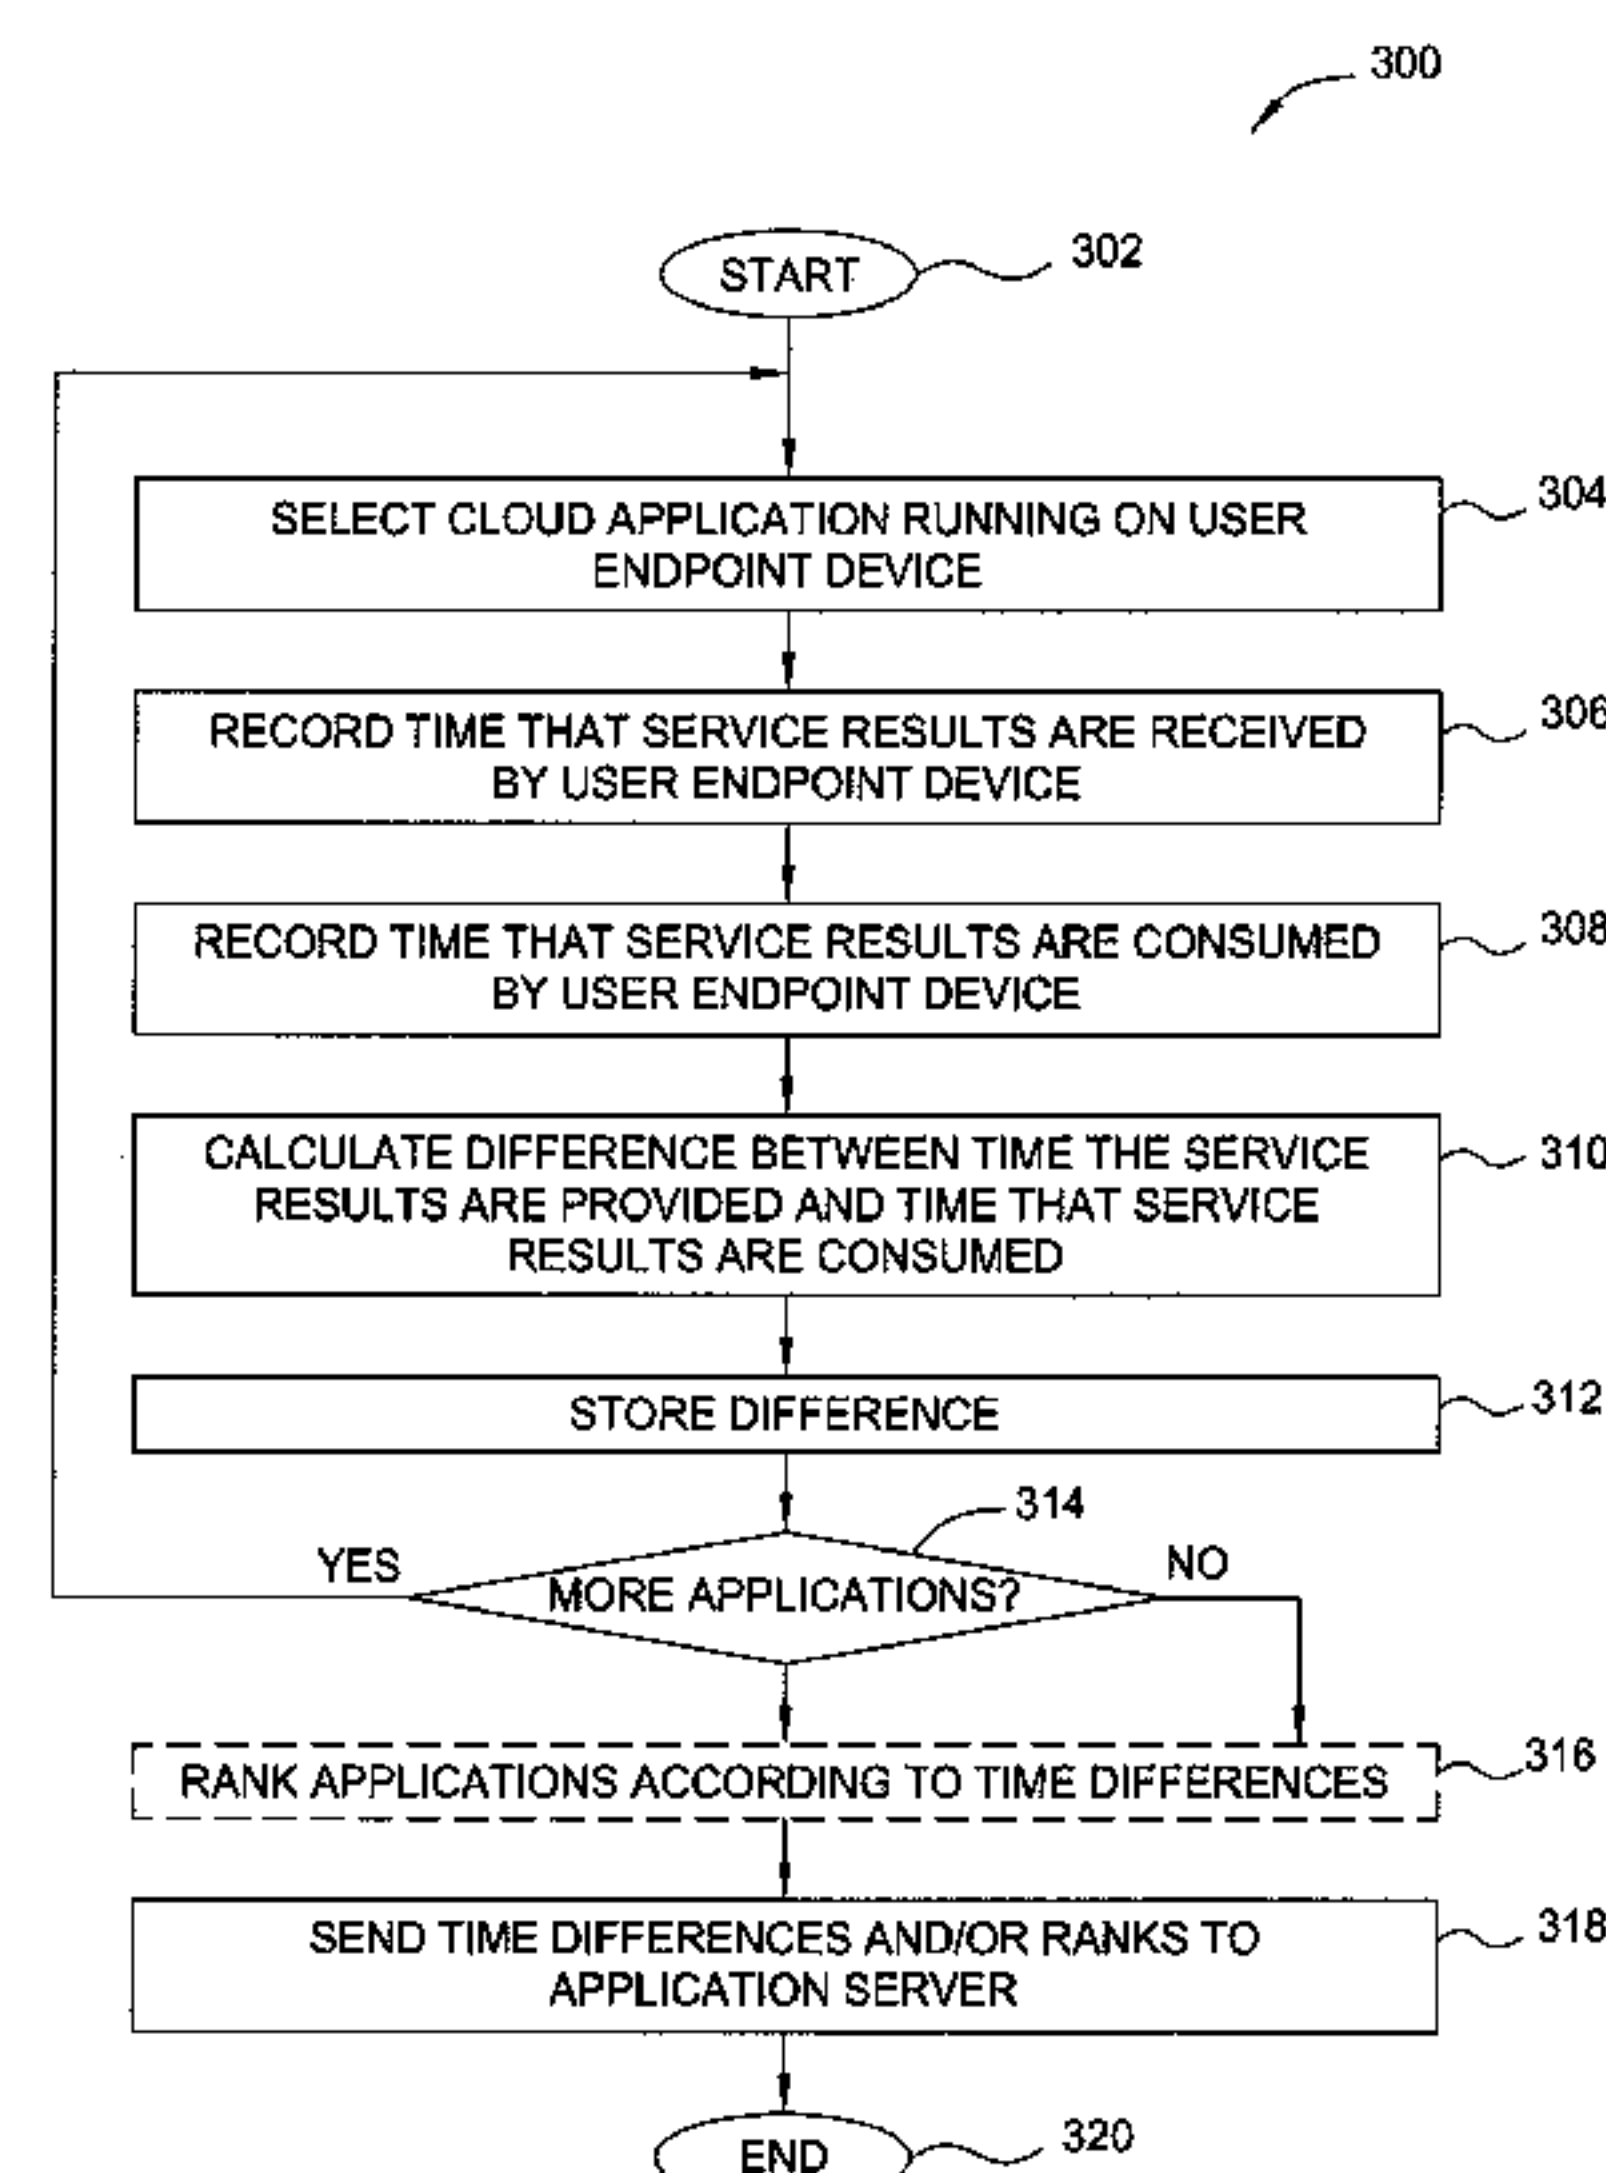 300
START
302
SELECT CLOUD APPLICATION RUNNING ON USER
ENDPOINT DEVICE
304
RECORD TIME THAT SERVICE RESULTS ARE RECEIVED
BY USER ENDPOINT DEVICE
306
RECORD TIME THAT SERVICE RESULTS ARE CONSUMED
BY USER ENDPOINT DEVICE
308
CALCULATE DIFFERENCE BETWEEN TIME THE SERVICE
RESULTS ARE PROVIDED AND TIME THAT SERVICE
RESULTS ARE CONSUMED
310
STORE DIFFERENCE
312
314
YES
MORE APPLICATIONS?
NO
RANK APPLICATIONS ACCORDING TO TIME DIFFERENCES
316
SEND TIME DIFFERENCES AND/OR RANKS TO
APPLICATION SERVER
318
END
320